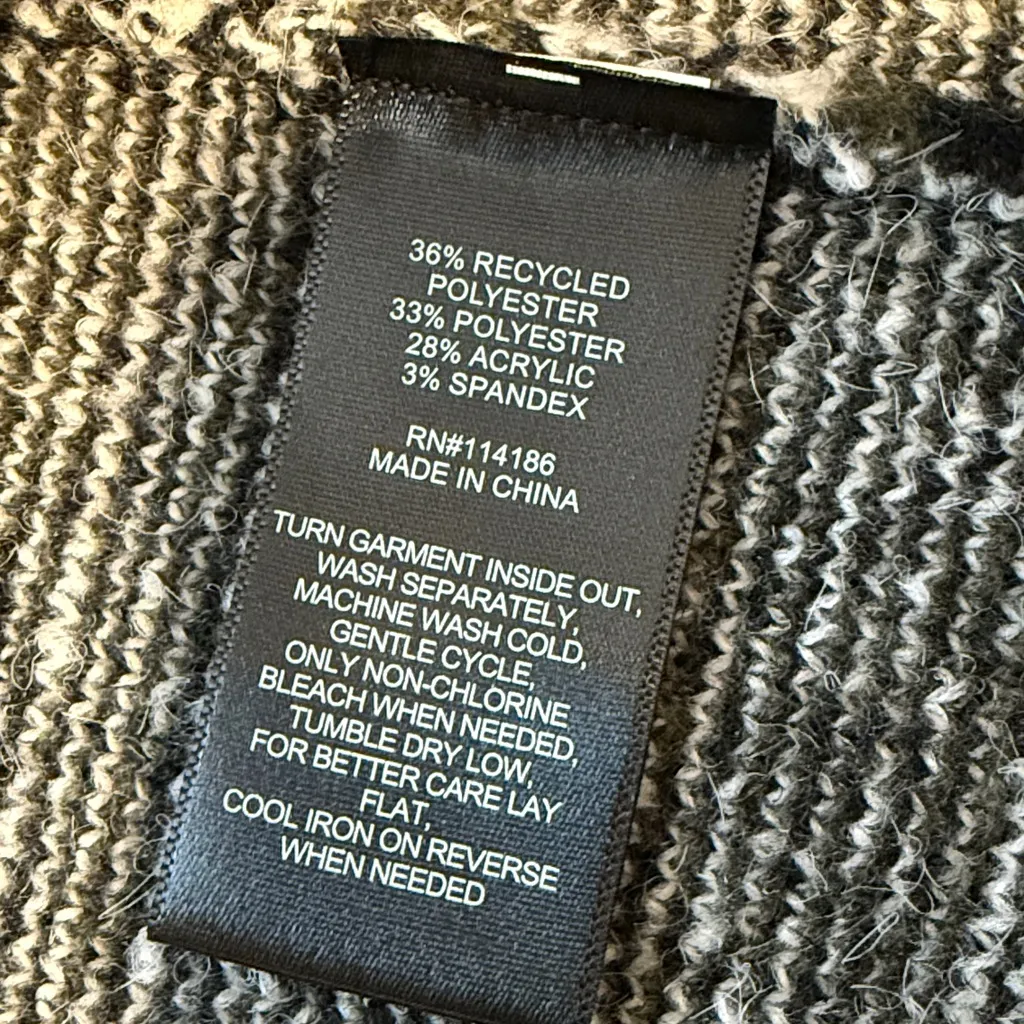 36% RECYCLED
POLYESTER
33% POLYESTER
28% ACRYLIC
3% SPANDEX
RN#114186
MADE IN CHINA
TURN GARMENT INSIDE OUT,
WASH SEPARATELY,
MACHINE WASH COLD,
GENTLE CYCLE,
ONLY NON-CHLORINE
BLEACH WHEN NEEDED,
TUMBLE DRY LOW,
FOR BETTER CARE LAY
FLAT,
COOL IRON ON REVERSE
WHEN NEEDED